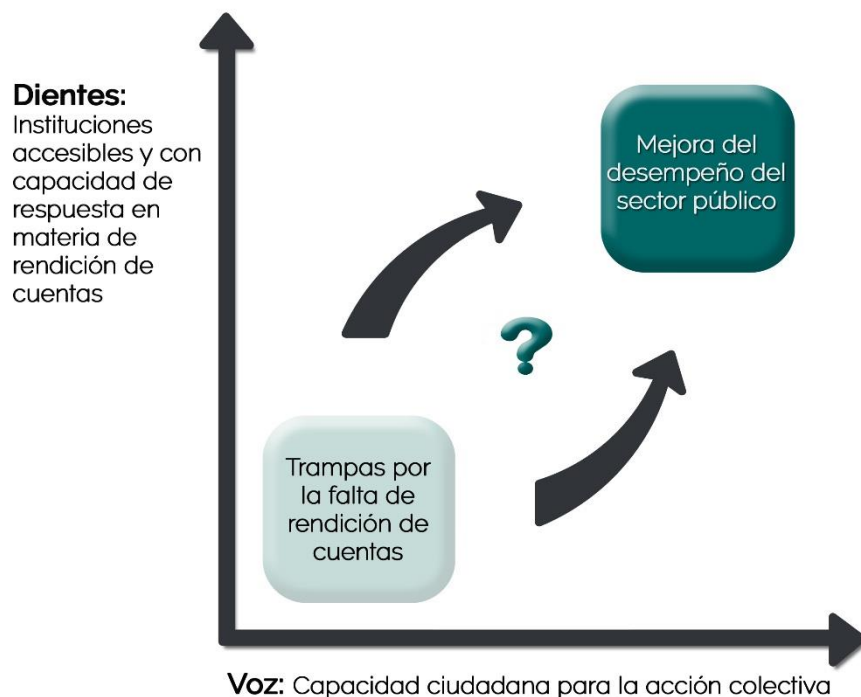 Dientes:
Instituciones
accesibles y con
capacidad de
respuesta en
materia de
rendición de
cuentas
Mejora del
desempeño del
sector público
?
Trampas por
la falta de
rendición de
cuentas
Voz: Capacidad ciudadana para la acción colectiva